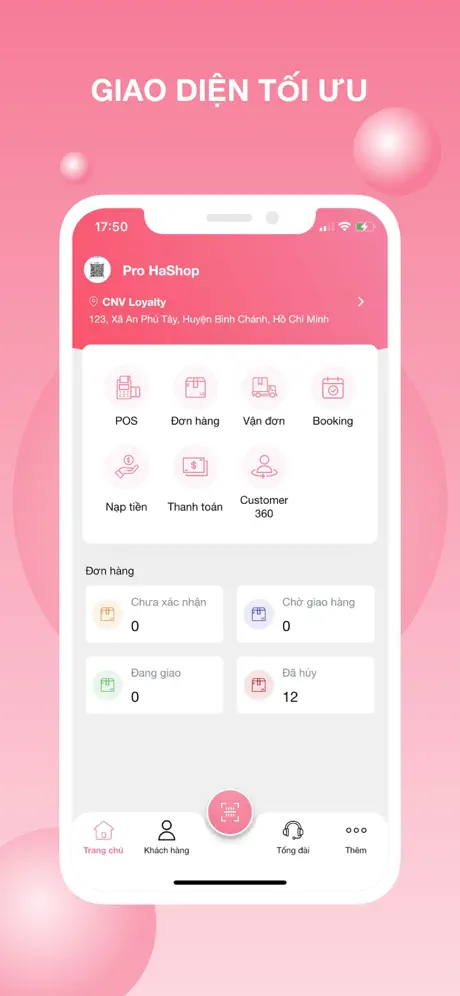 GIAO DIỆN TỐI ƯU
17:50
Pro HaShop
CNV Loyalty
123, Xã An Phú Tây, Huyện Bình Chánh, Hồ Chí Minh
POS
Đơn hàng
Vận đơn
Booking
Nạp tiền
Thanh toán
Customer
360
Đơn hàng
Chưa xác nhận
0
Chờ giao hàng
0
Đang giao
0
Đã hủy
12
Trang chủ
Khách hàng
Tổng đài
Thêm